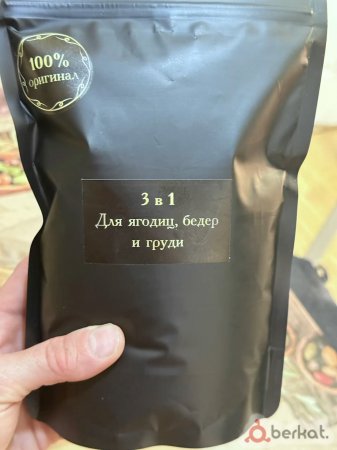 100%
оригинал
3 в 1
Для ягодиц, бедер
и груди
berkat.